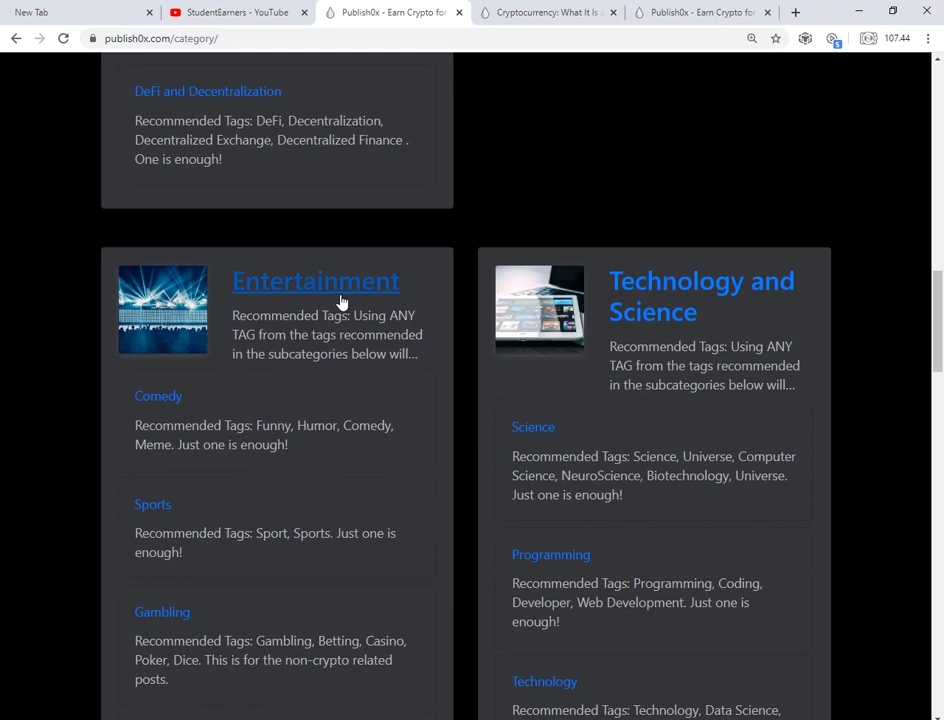 New Tab
StudentEarners - YouTube
Publish0x - Earn Crypto for
Cryptocurrency: What It Is a
Publish0x - Earn Crypto for
publish0x.com/category/
5
107.44
DeFi and Decentralization
Recommended Tags: DeFi, Decentralization,
Decentralized Exchange, Decentralized Finance .
One is enough!
Entertainment
Recommended Tags: Using ANY
TAG from the tags recommended
in the subcategories below will...
Comedy
Recommended Tags: Funny, Humor, Comedy,
Meme. Just one is enough!
Sports
Recommended Tags: Sport, Sports. Just one is
enough!
Gambling
Recommended Tags: Gambling, Betting, Casino,
Poker, Dice. This is for the non-crypto related
posts.
Technology and
Science
Recommended Tags: Using ANY
TAG from the tags recommended
in the subcategories below will...
Science
Recommended Tags: Science, Universe, Computer
Science, NeuroScience, Biotechnology, Universe.
Just one is enough!
Programming
Recommended Tags: Programming, Coding,
Developer, Web Development. Just one is
enough!
Technology
Recommended Tags: Technology, Data Science,